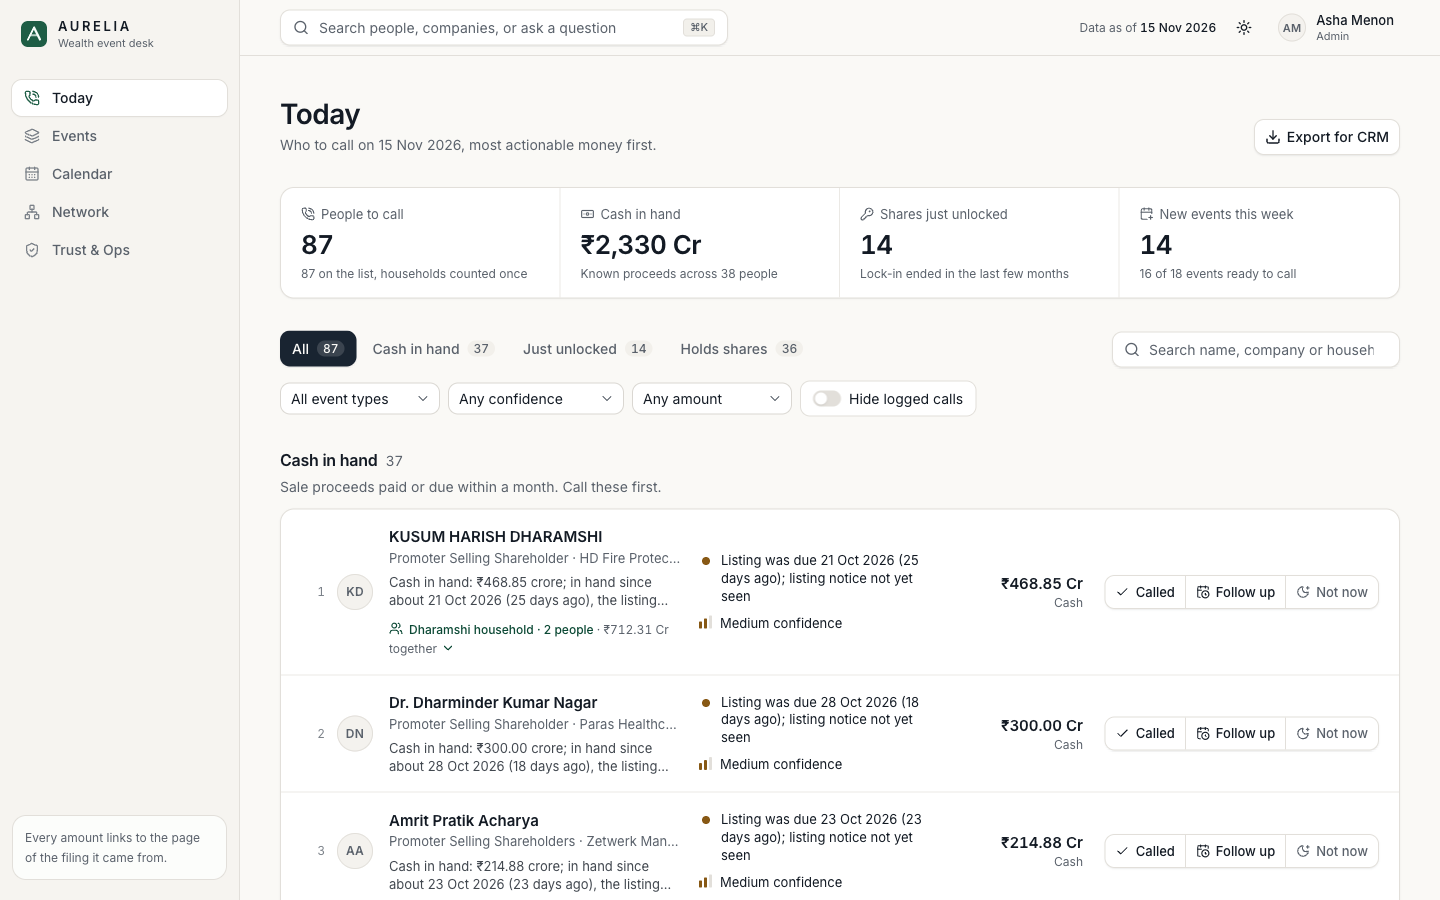 AURELIA
Wealth event desk
Search people, companies, or ask a question
⌘K
Data as of 15 Nov 2026
AM
Asha Menon
Admin
Today
Events
Calendar
Network
Trust & Ops
Every amount links to the page
of the filing it came from.
Today
Who to call on 15 Nov 2026, most actionable money first.
Export for CRM
People to call
87
87 on the list, households counted once
Cash in hand
₹2,330 Cr
Known proceeds across 38 people
Shares just unlocked
14
Lock-in ended in the last few months
New events this week
14
16 of 18 events ready to call
All 87
Cash in hand 37
Just unlocked 14
Holds shares 36
Search name, company or househ
All event types
Any confidence
Any amount
Hide logged calls
Cash in hand 37
Sale proceeds paid or due within a month. Call these first.
1
KD
KUSUM HARISH DHARAMSHI
Promoter Selling Shareholder · HD Fire Protec...
Cash in hand: ₹468.85 crore; in hand since
about 21 Oct 2026 (25 days ago), the listing...
Dharamshi household · 2 people · ₹712.31 Cr
together
Listing was due 21 Oct 2026 (25
days ago); listing notice not yet
seen
Medium confidence
₹468.85 Cr
Cash
Called
Follow up
Not now
2
DN
Dr. Dharminder Kumar Nagar
Promoter Selling Shareholder · Paras Healthc...
Cash in hand: ₹300.00 crore; in hand since
about 28 Oct 2026 (18 days ago), the listing...
Listing was due 28 Oct 2026 (18
days ago); listing notice not yet
seen
Medium confidence
₹300.00 Cr
Cash
Called
Follow up
Not now
3
AA
Amrit Pratik Acharya
Promoter Selling Shareholders · Zetwerk Man...
Cash in hand: ₹214.88 crore; in hand since
about 23 Oct 2026 (23 days ago), the listing...
Listing was due 23 Oct 2026 (23
days ago); listing notice not yet
seen
Medium confidence
₹214.88 Cr
Cash
Called
Follow up
Not now